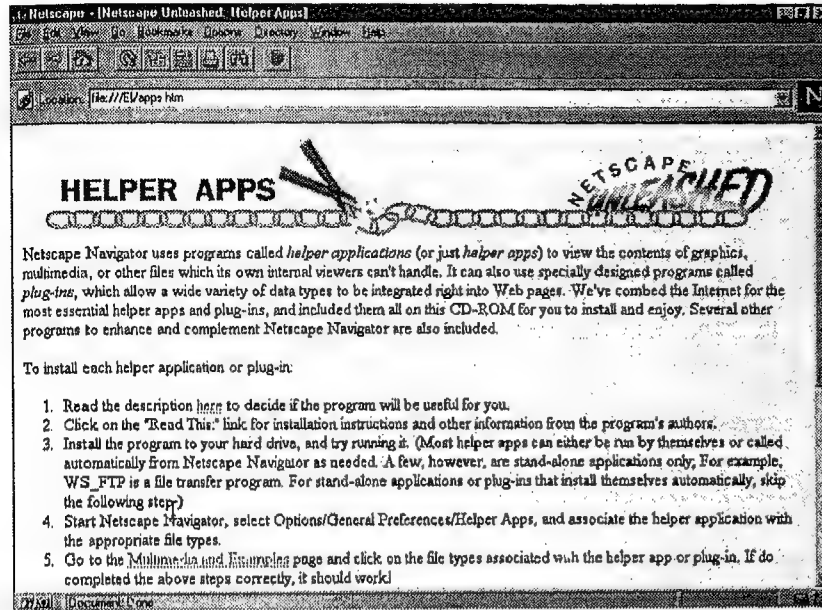 Netscape - [Netscape Unleashed: Helper Apps]
File Edit View Go Bookmarks Options Directory Window Help
Location: file:///E|/apps.htm
N
HELPER APPS
NETSCAPE
UNLEASHED
Netscape Navigator uses programs called helper applications (or just helper apps) to view the contents of graphics,
multimedia, or other files which its own internal viewers can't handle. It can also use specially designed programs called
plug-ins, which allow a wide variety of data types to be integrated right into Web pages. We've combed the Internet for the
most essential helper apps and plug-ins, and included them all on this CD-ROM for you to install and enjoy. Several other
programs to enhance and complement Netscape Navigator are also included.
To install each helper application or plug-in:
1. Read the description here to decide if the program will be useful for you.
2. Click on the "Read This:" link for installation instructions and other information from the program's authors.
3. Install the program to your hard drive, and try running it. (Most helper apps can either be run by themselves or called
automatically from Netscape Navigator as needed. A few, however, are stand-alone applications only. For example,
WS_FTP is a file transfer program. For stand-alone applications or plug-ins that install themselves automatically, skip
the following step.)
4. Start Netscape Navigator, select Options/General Preferences/Helper Apps, and associate the helper application with
the appropriate file types.
5. Go to the Multimedia and Examples page and click on the file types associated with the helper app or plug-in. If do
completed the above steps correctly, it should work!
Document: Done